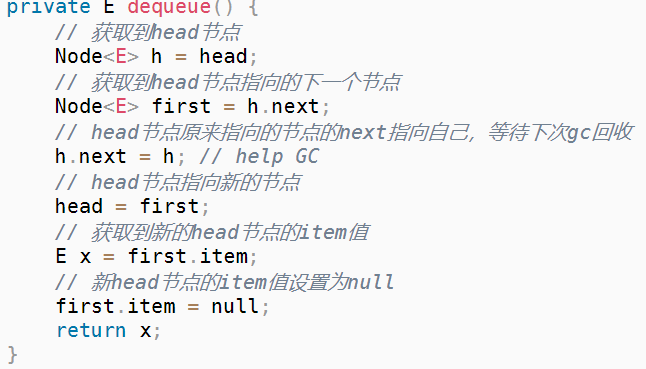 private E dequeue() {
    // 获取到head节点
    Node<E> h = head;
    // 获取到head节点指向的下一个节点
    Node<E> first = h.next;
    // head节点原来指向的节点的next指向自己，等待下次gc回收
    h.next = h; // help GC
    // head节点指向新的节点
    head = first;
    // 获取到新的head节点的item值
    E x = first.item;
    // 新head节点的item值设置为null
    first.item = null;
    return x;
}